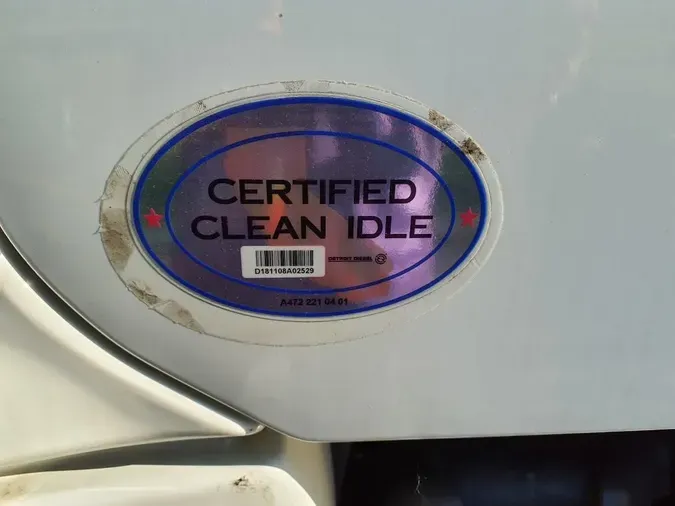 CERTIFIED
CLEAN IDLE
DETROIT DIESEL
D181108A02529
A472 221 04 01